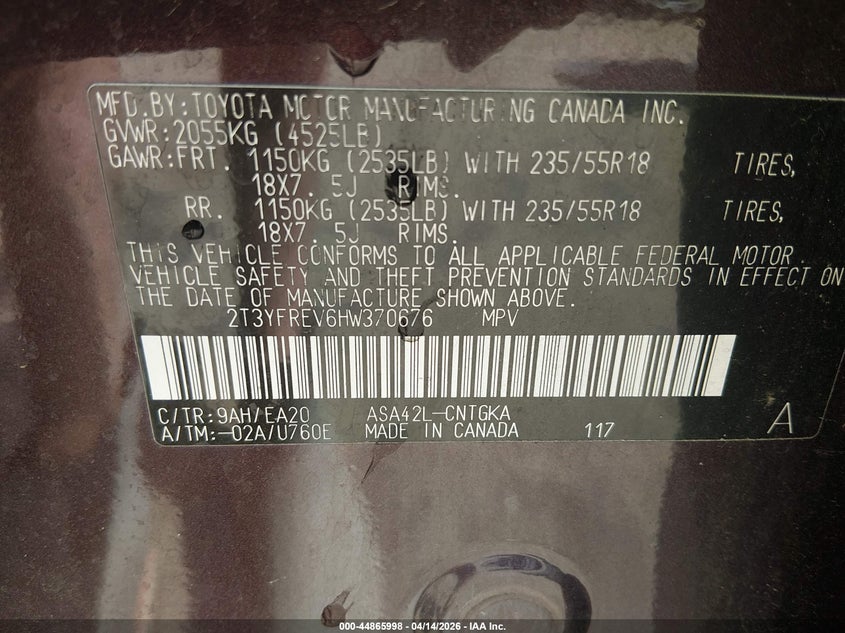 MFD. BY: TOYOTA MOTOR MANUFACTURING CANADA INC.
GVWR: 2055KG (4525LB)
GAWR: FRT. 1150KG (2535LB) WITH 235/55R18 TIRES,
18X7. 5J RIMS.
RR. 1150KG (2535LB) WITH 235/55R18 TIRES,
18X7. 5J RIMS.
THIS VEHICLE CONFORMS TO ALL APPLICABLE FEDERAL MOTOR
VEHICLE SAFETY AND THEFT PREVENTION STANDARDS IN EFFECT ON
THE DATE OF MANUFACTURE SHOWN ABOVE.
2T3YFREV6HW370676 MPV
C/TR: 9AH/EA20 ASA42L-CNTGKA
A/TM: -02A/U760E MADE IN CANADA 117 A
000-44865998 - 04/14/2026 - IAA Inc.